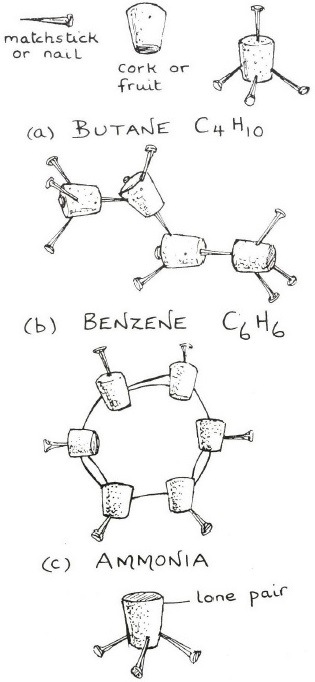 matchstick
or nail
cork or
fruit
(a) BUTANE C4H10
(b) BENZENE C6H6
(c) AMMONIA
lone pair